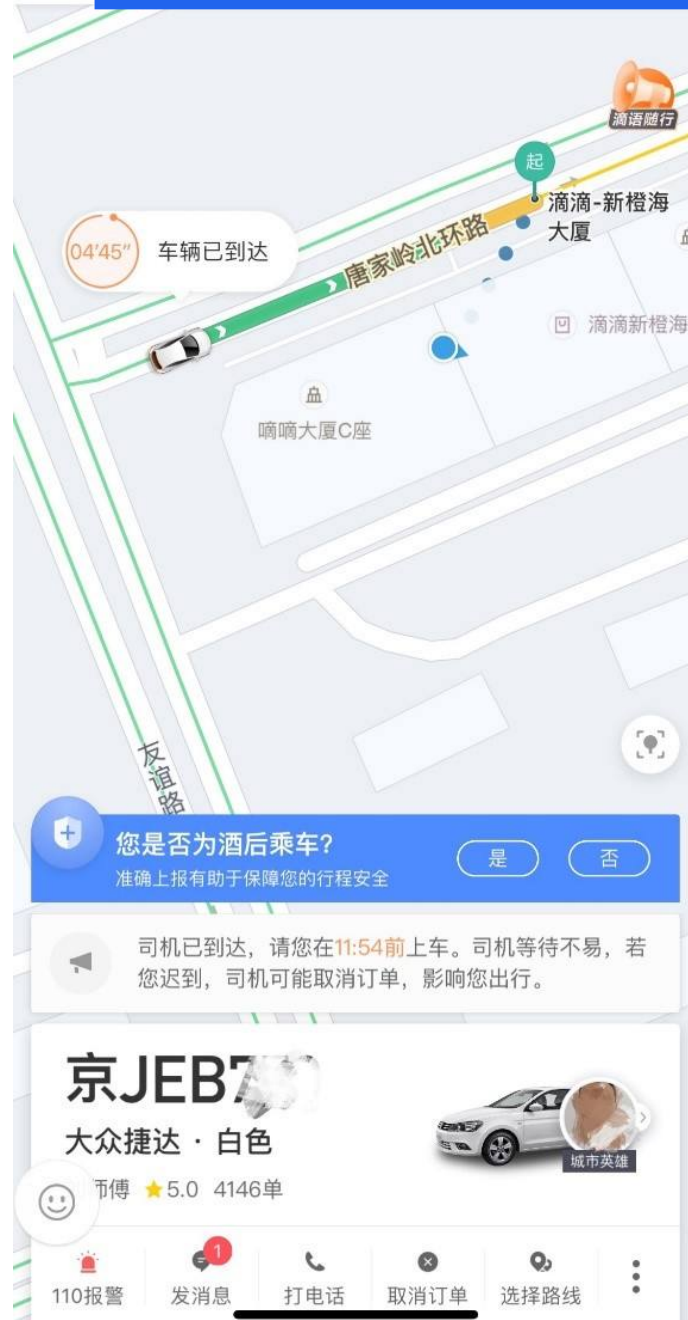 滴语随行
起
滴滴-新橙海
大厦
04'45"
车辆已到达
唐家岭北环路
滴滴新橙海
嘀嘀大厦C座
友谊路
您是否为酒后乘车?
准确上报有助于保障您的行程安全
是
否
司机已到达，请您在11:54前上车。司机等待不易，若
您迟到，司机可能取消订单，影响您出行。
京JEB7
大众捷达 · 白色
城市英雄
师傅 ★5.0 4146单
1
110报警
发消息
打电话
取消订单
选择路线